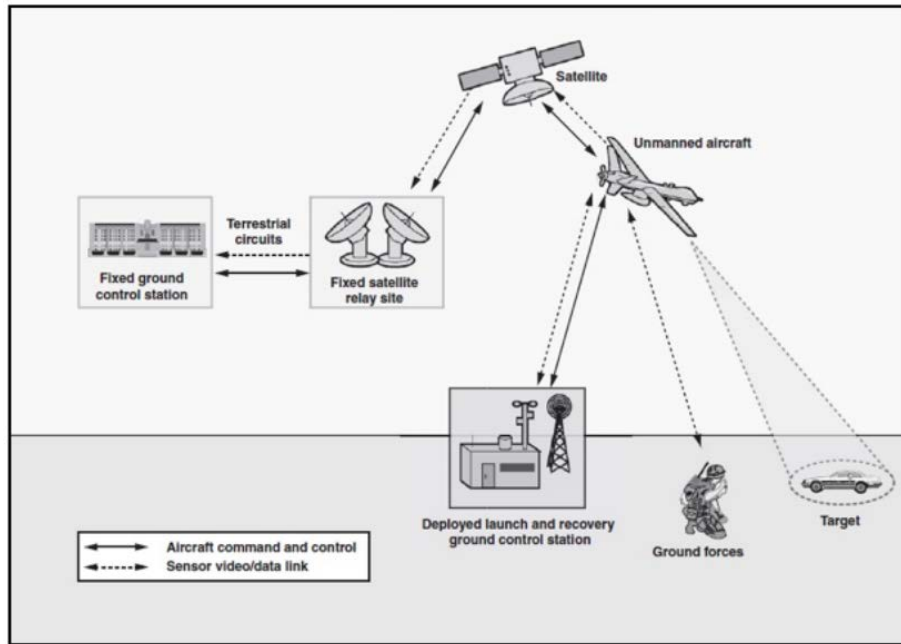 Satellite
Unmanned aircraft
Terrestrial
circuits
Fixed ground
control station
Fixed satellite
relay site
Deployed launch and recovery
ground control station
Ground forces
Target
Aircraft command and control
Sensor video/data link